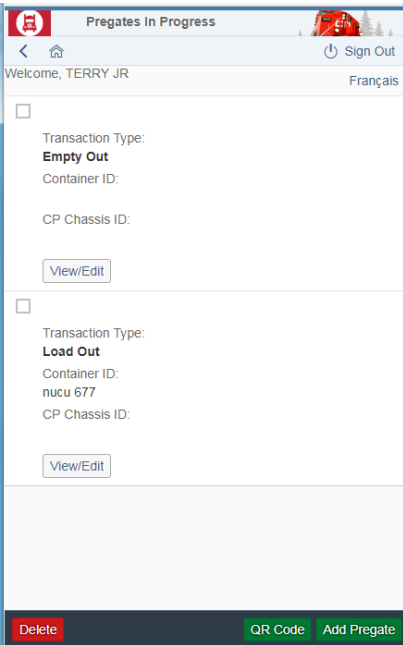 Pregates In Progress
Sign Out
Welcome, TERRY JR
Français
Transaction Type:
Empty Out
Container ID:
CP Chassis ID:
View/Edit
Transaction Type:
Load Out
Container ID:
nucu 677
CP Chassis ID:
View/Edit
Delete
QR Code
Add Pregate